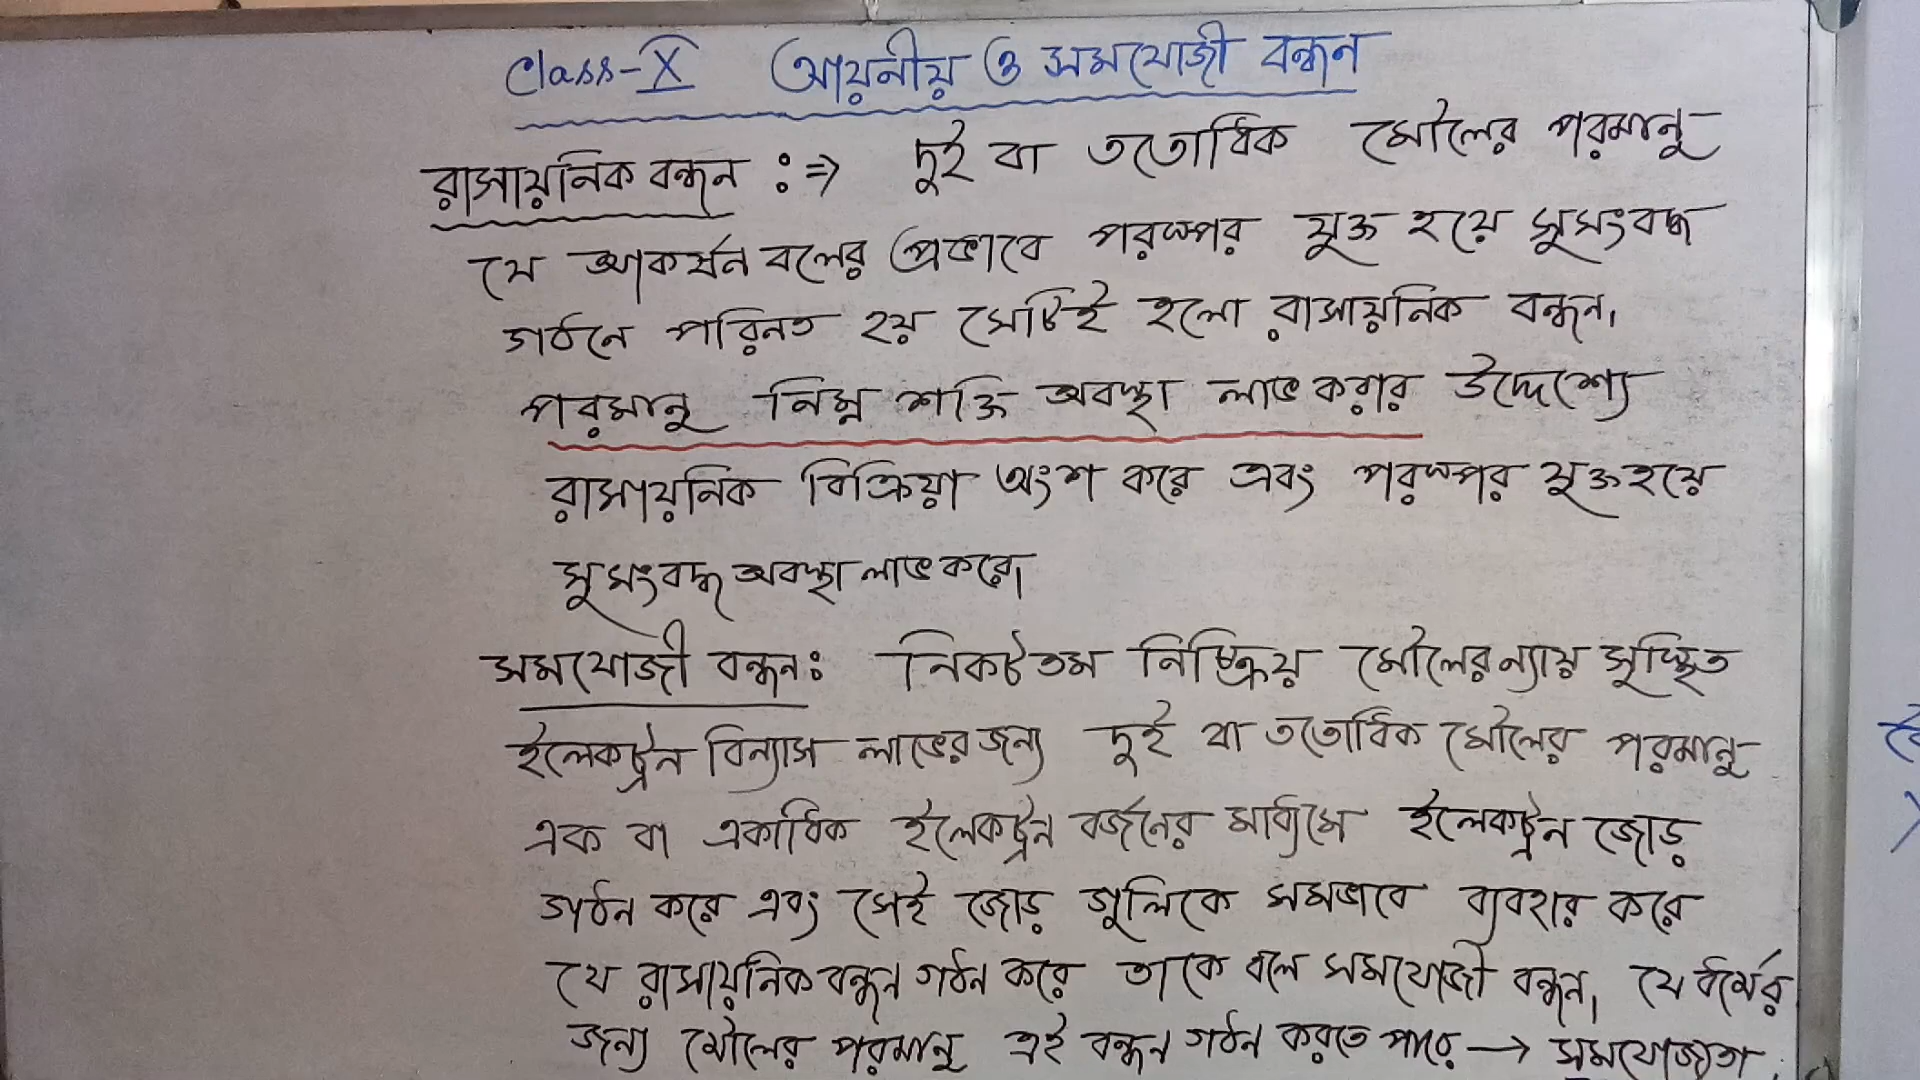 Class-X আয়নীয় ও সমযোজী বন্ধন
রাসায়নিক বন্ধন :⇒ দুই বা ততোধিক মৌলের পরমানু
যে আকর্ষন বলের প্রভাবে পরস্পর যুক্ত হয়ে সুসংবদ্ধ
গঠনে পরিনত হয় সেটিই হলো রাসায়নিক বন্ধন।
পরমানু নিম্ন শক্তি অবস্থা লাভ করার উদ্দেশ্যে
রাসায়নিক বিক্রিয়া অংশ করে এবং পরস্পর যুক্ত হয়ে
সুসংবদ্ধ অবস্থা লাভ করে।
সমযোজী বন্ধনঃ নিকটতম নিষ্ক্রিয় মৌলের ন্যায় সুস্থিত
ইলেকট্রন বিন্যাস লাভের জন্য দুই বা ততোধিক মৌলের পরমানু
এক বা একাধিক ইলেকট্রন বর্জনের মাধ্যমে ইলেকট্রন জোড়
গঠন করে এবং সেই জোড় গুলিকে সমভাবে ব্যবহার করে
যে রাসায়নিক বন্ধন গঠন করে তাকে বলে সমযোজী বন্ধন। যে ধর্মের
জন্য মৌলের পরমানু এই বন্ধন গঠন করতে পারে → সমযোজ্যতা.